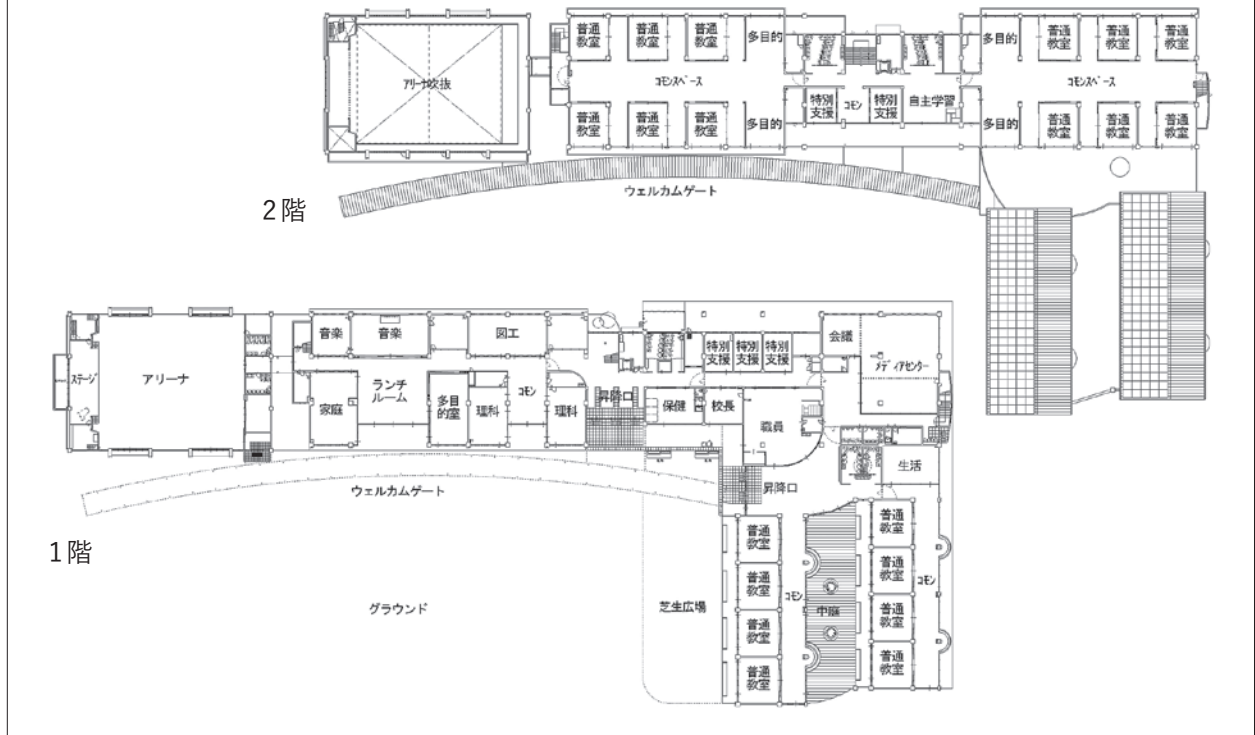 普通
教室
普通
教室
普通
教室
多目的
多目的
普通
教室
普通
教室
普通
教室
アリーナ吹抜
コモンスペース
コモンスペース
特別
支援
コモン
特別
支援
自主学習
普通
教室
普通
教室
普通
教室
多目的
多目的
普通
教室
普通
教室
普通
教室
ウェルカムゲート
2階
音楽
音楽
図工
特別
支援
特別
支援
特別
支援
会議
メディアセンター
ステージ
アリーナ
ランチ
ルーム
家庭
多目
的室
理科
コモン
理科
昇降口
保健
校長
職員
生活
昇降口
ウェルカムゲート
1階
グラウンド
芝生広場
普通
教室
普通
教室
普通
教室
普通
教室
コモン
中庭
普通
教室
普通
教室
普通
教室
普通
教室
コモン